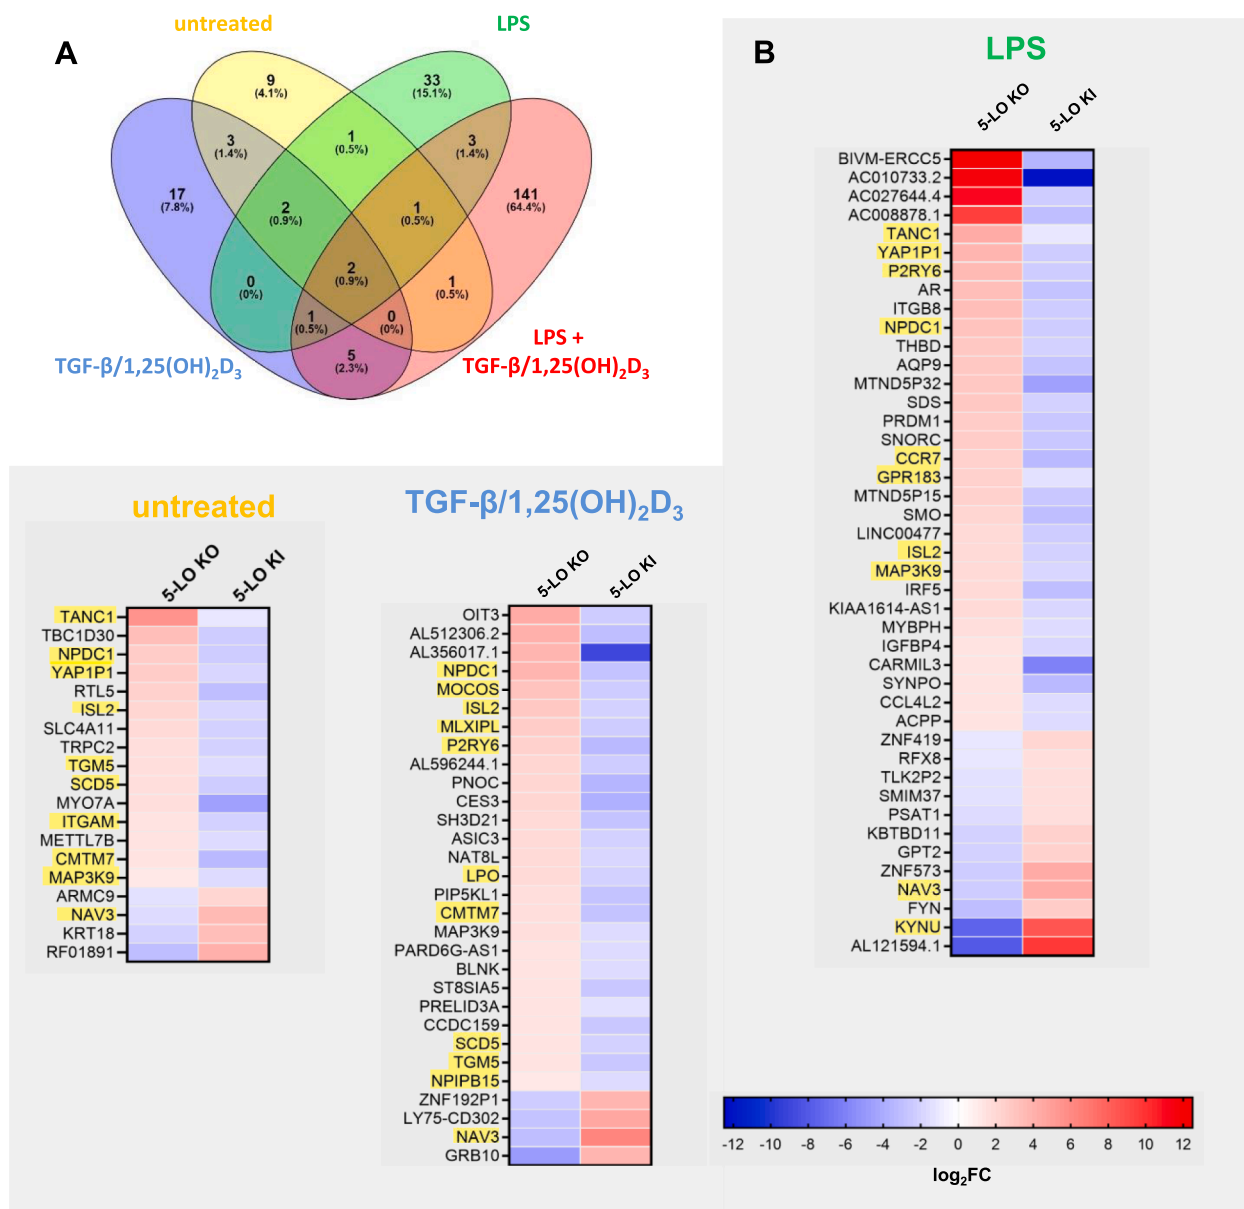 A
untreated
LPS
9
(4.1%)
33
(15.1%)
3
(1.4%)
1
(0.5%)
3
(1.4%)
17
(7.8%)
2
(0.9%)
1
(0.5%)
141
(64.4%)
0
(0%)
2
(0.9%)
1
(0.5%)
1
(0.5%)
0
(0%)
5
(2.3%)
TGF-β/1,25(OH)₂D₃
LPS +
TGF-β/1,25(OH)₂D₃
B
LPS
5-LO KO
5-LO KI
BIVM-ERCC5
AC010733.2
AC027644.4
AC008878.1
TANC1
YAP1P1
P2RY6
AR
ITGB8
NPDC1
THBD
AQP9
MTND5P32
SDS
PRDM1
SNORC
CCR7
GPR183
MTND5P15
SMO
LINC00477
ISL2
MAP3K9
IRF5
KIAA1614-AS1
MYBPH
IGFBP4
CARMIL3
SYNPO
CCL4L2
ACPP
ZNF419
RFX8
TLK2P2
SMIM37
PSAT1
KBTBD11
GPT2
ZNF573
NAV3
FYN
KYNU
AL121594.1
untreated
5-LO KO
5-LO KI
TANC1
TBC1D30
NPDC1
YAP1P1
RTL5
ISL2
SLC4A11
TRPC2
TGM5
SCD5
MYO7A
ITGAM
METTL7B
CMTM7
MAP3K9
ARMC9
NAV3
KRT18
RF01891
TGF-β/1,25(OH)₂D₃
5-LO KO
5-LO KI
OIT3
AL512306.2
AL356017.1
NPDC1
MOCOS
ISL2
MLXIPL
P2RY6
AL596244.1
PNOC
CES3
SH3D21
ASIC3
NAT8L
LPO
PIP5KL1
CMTM7
MAP3K9
PARD6G-AS1
BLNK
ST8SIA5
PRELID3A
CCDC159
SCD5
TGM5
NPIPB15
ZNF192P1
LY75-CD302
NAV3
GRB10
-12 -10 -8 -6 -4 -2 0 2 4 6 8 10 12
log₂FC